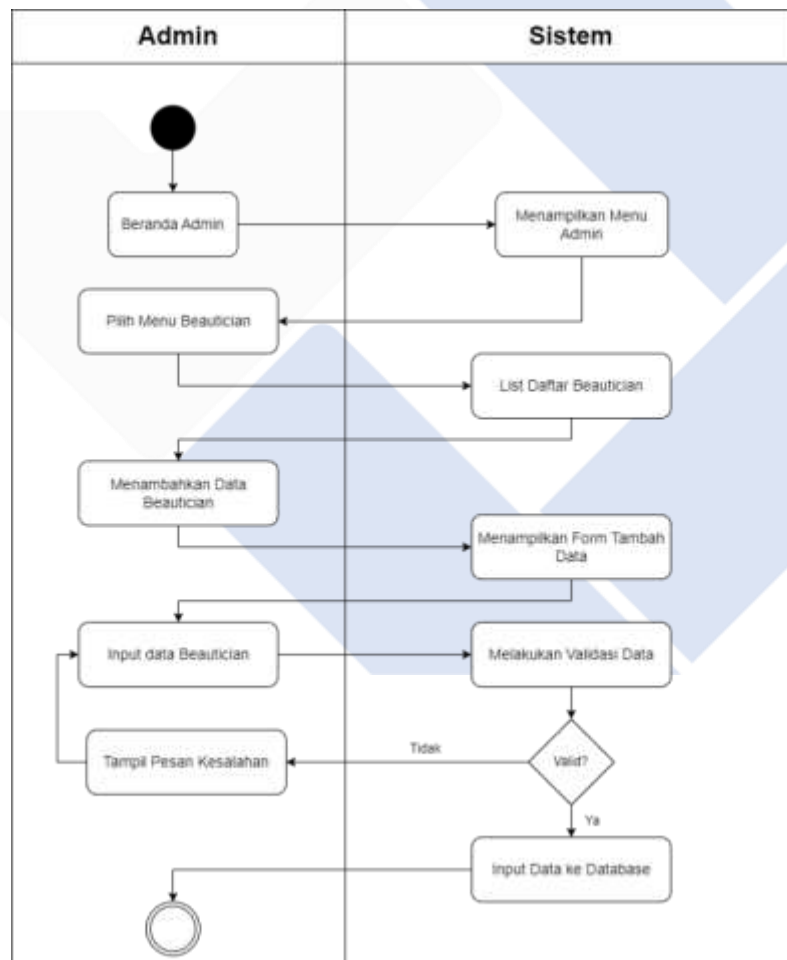 Admin
Sistem
Beranda Admin
Menampilkan Menu
Admin
Pilih Menu Beautician
List Daftar Beautician
Menambahkan Data
Beautician
Menampilkan Form Tambah
Data
Input data Beautician
Melakukan Validasi Data
Tampil Pesan Kesalahan
Tidak
Valid?
Ya
Input Data ke Database